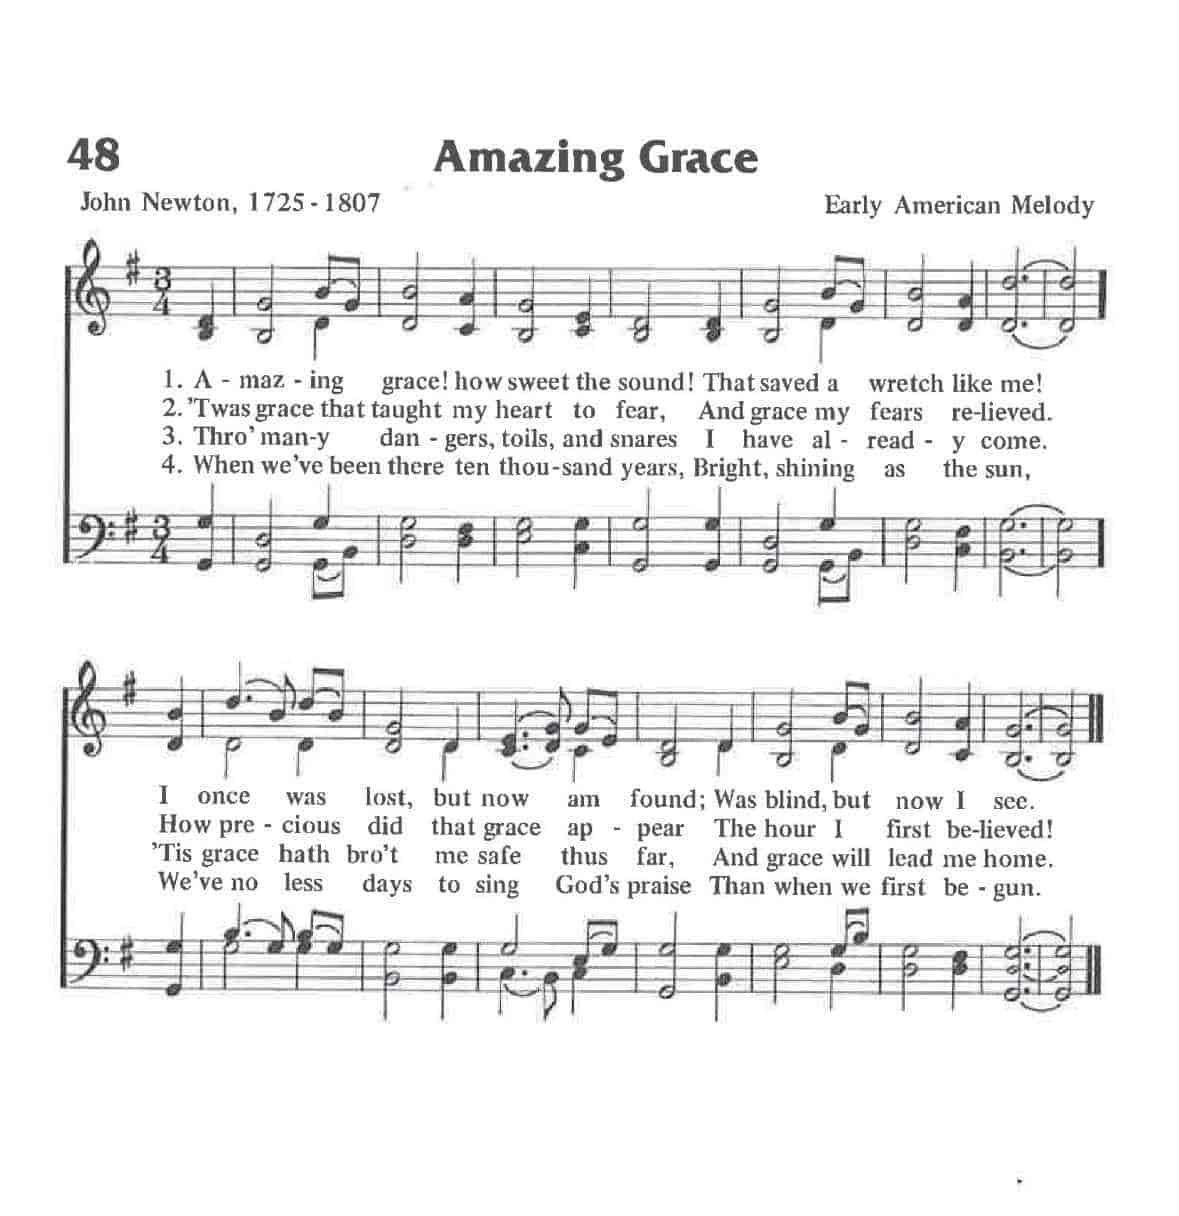 48 Amazing Grace
John Newton, 1725-1807 Early American Melody
3
4
1. A - maz - ing grace! how sweet the sound! That saved a wretch like me!
2. ’Twas grace that taught my heart to fear, And grace my fears re-lieved.
3. Thro’ man-y dan - gers, toils, and snares I have al - read - y come.
4. When we’ve been there ten thou-sand years, Bright, shining as the sun,
3
4
I once was lost, but now am found; Was blind, but now I see.
How pre - cious did that grace ap - pear The hour I first be-lieved!
’Tis grace hath bro’t me safe thus far, And grace will lead me home.
We’ve no less days to sing God’s praise Than when we first be - gun.